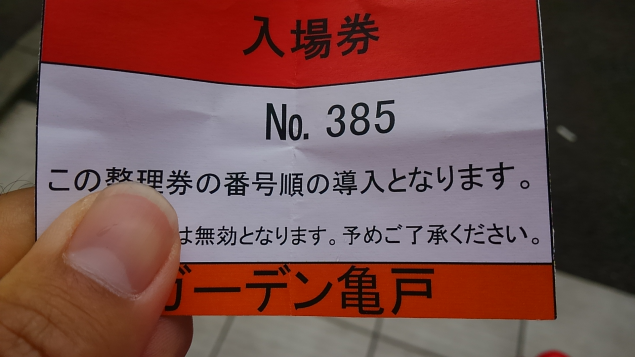 入場券
No. 385
この整理券の番号順の導入となります。
は無効となります。予めご了承ください。
ガーデン亀戸